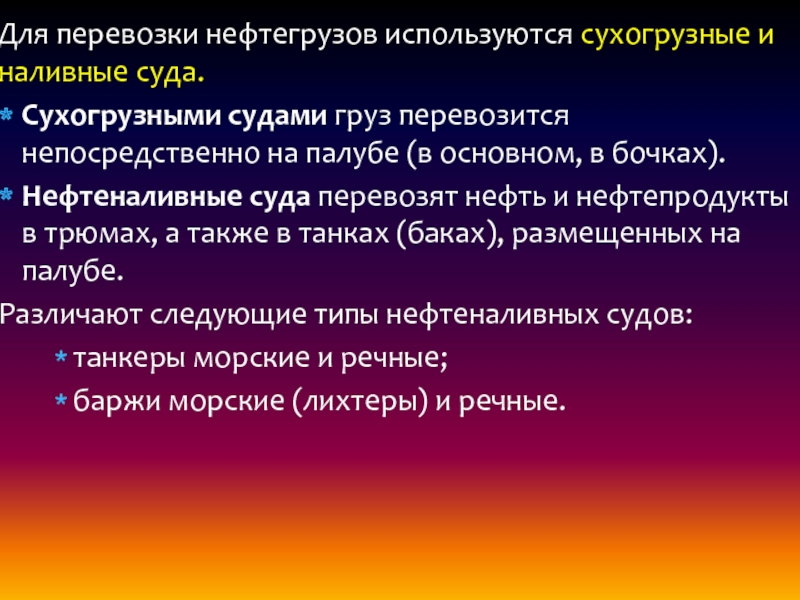 Для перевозки нефтегрузов используются сухогрузные и
наливные суда.
* Сухогрузными судами груз перевозится
непосредственно на палубе (в основном, в бочках).
* Нефтеналивные суда перевозят нефть и нефтепродукты
в трюмах, а также в танках (баках), размещенных на
палубе.
Различают следующие типы нефтеналивных судов:
* танкеры морские и речные;
* баржи морские (лихтеры) и речные.